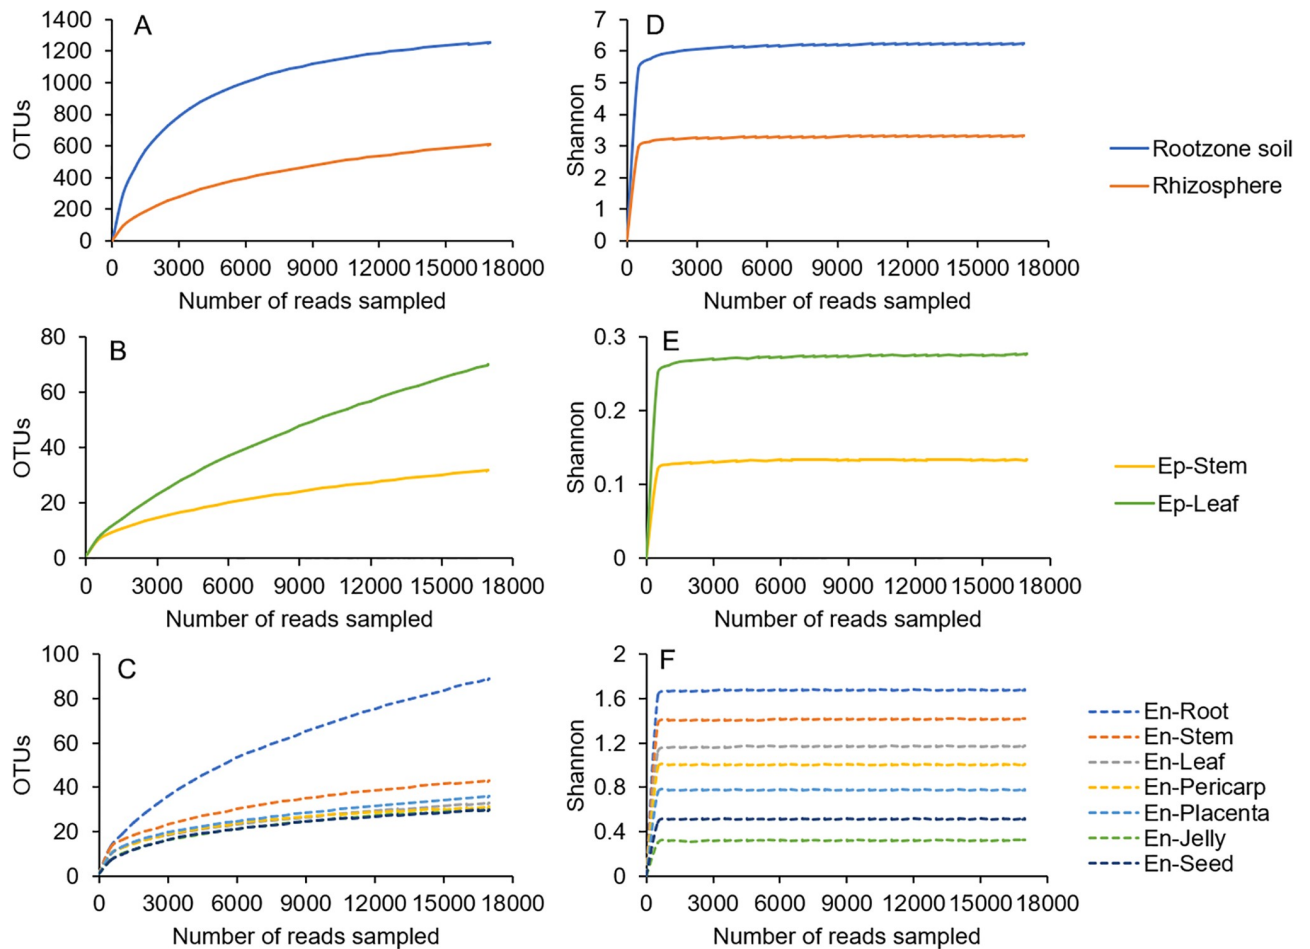 A
1400
1200
1000
800
600
400
200
0
OTUs
0 3000 6000 9000 12000 15000 18000
Number of reads sampled
D
7
6
5
4
3
2
1
0
Shannon
0 3000 6000 9000 12000 15000 18000
Number of reads sampled
Rootzone soil
Rhizosphere
B
80
60
40
20
0
OTUs
0 3000 6000 9000 12000 15000 18000
Number of reads sampled
E
0.3
0.2
0.1
0
Shannon
0 3000 6000 9000 12000 15000 18000
Number of reads sampled
Ep-Stem
Ep-Leaf
C
100
80
60
40
20
0
OTUs
0 3000 6000 9000 12000 15000 18000
Number of reads sampled
F
2
1.6
1.2
0.8
0.4
0
Shannon
0 3000 6000 9000 12000 15000 18000
Number of reads sampled
En-Root
En-Stem
En-Leaf
En-Pericarp
En-Placenta
En-Jelly
En-Seed